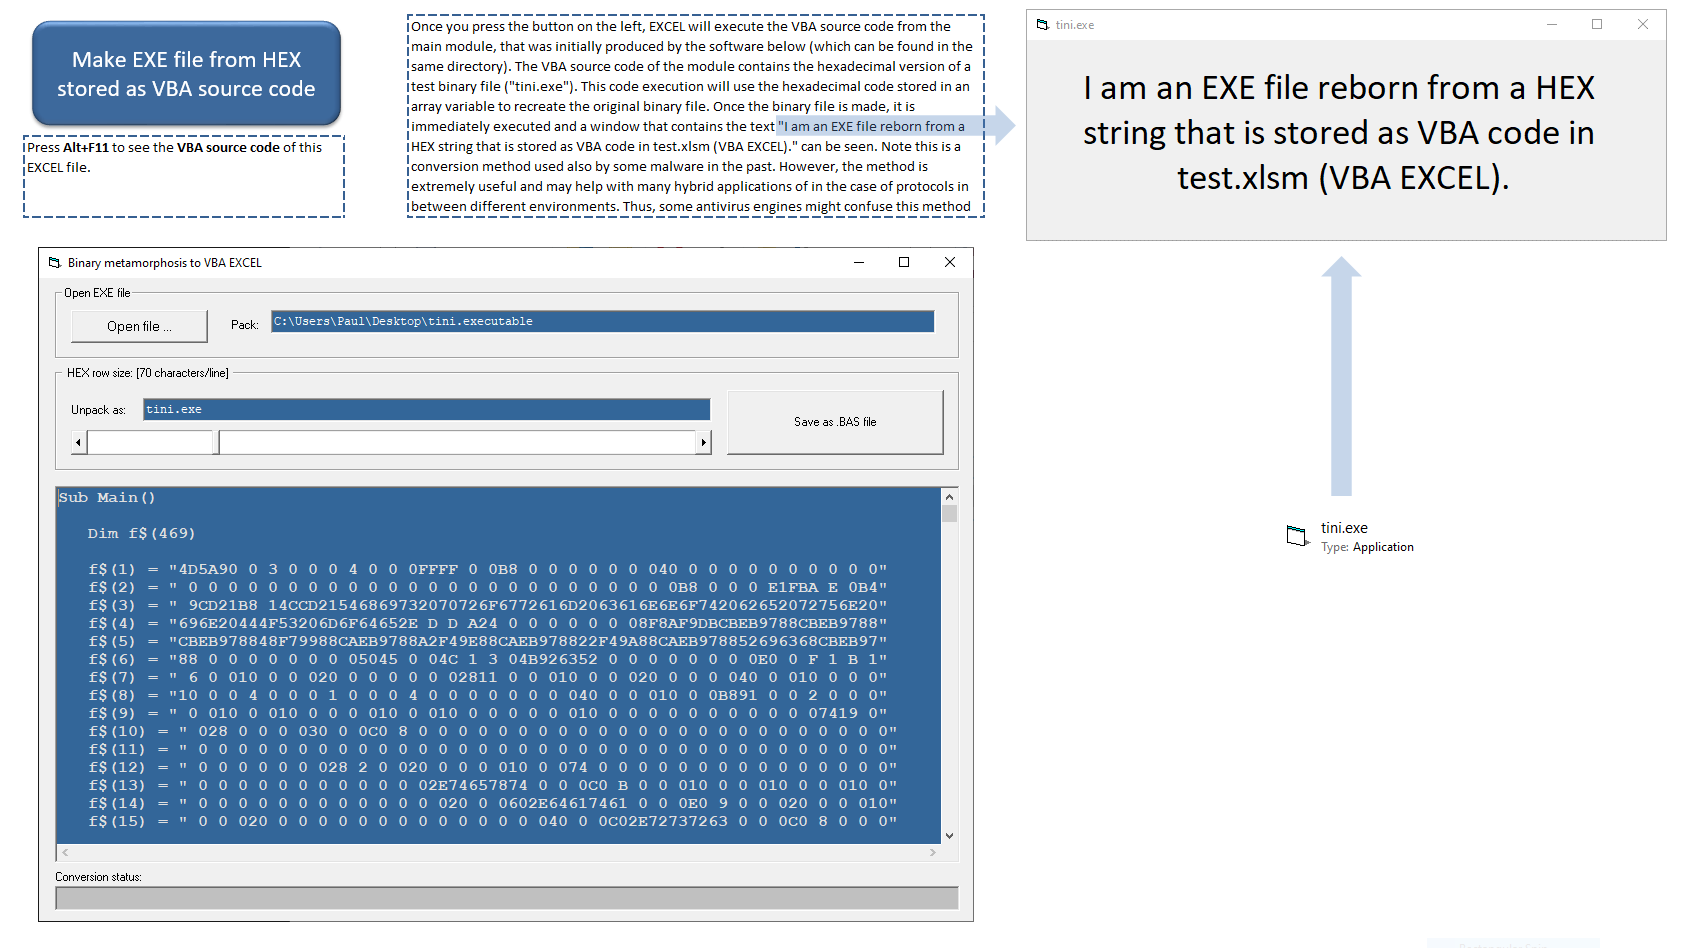 Make EXE file from HEX
stored as VBA source code
Press Alt+F11 to see the VBA source code of this
EXCEL file.
Once you press the button on the left, EXCEL will execute the VBA source code from the
main module, that was initially produced by the software below (which can be found in the
same directory). The VBA source code of the module contains the hexadecimal version of a
test binary file ("tini.exe"). This code execution will use the hexadecimal code stored in an
array variable to recreate the original binary file. Once the binary file is made, it is
immediately executed and a window that contains the text "I am an EXE file reborn from a
HEX string that is stored as VBA code in test.xlsm (VBA EXCEL)." can be seen. Note this is a
conversion method used also by some malware in the past. However, the method is
extremely useful and may help with many hybrid applications of in the case of protocols in
between different environments. Thus, some antivirus engines might confuse this method
tini.exe
I am an EXE file reborn from a HEX
string that is stored as VBA code in
test.xlsm (VBA EXCEL).
Binary metamorphosis to VBA EXCEL
Open EXE file
Open file ...
Pack:
C:\Users\Paul\Desktop\tini.executable
HEX row size: [70 characters/line]
Unpack as:
tini.exe
Save as .BAS file
Sub Main()
Dim f$(469)
f$(1) = "4D5A90 0 3 0 0 0 4 0 0 0FFFF 0 0B8 0 0 0 0 0 0 040 0 0 0 0 0 0 0 0 0 0"
f$(2) = " 0 0 0 0 0 0 0 0 0 0 0 0 0 0 0 0 0 0 0 0 0 0 0 0 0B8 0 0 0 E1FBA E 0B4"
f$(3) = " 9CD21B8 14CCD21546869732070726F6772616D2063616E6E6F742062652072756E20"
f$(4) = "696E20444F53206D6F64652E D D A24 0 0 0 0 0 0 08F8AF9DBCBEB9788CBEB9788"
f$(5) = "CBEB978848F79988CAEB9788A2F49E88CAEB978822F49A88CAEB978852696368CBEB97"
f$(6) = "88 0 0 0 0 0 0 0 05045 0 04C 1 3 04B926352 0 0 0 0 0 0 0 0E0 0 F 1 B 1"
f$(7) = " 6 0 010 0 0 020 0 0 0 0 0 02811 0 0 010 0 0 020 0 0 0 040 0 010 0 0 0"
f$(8) = "10 0 0 4 0 0 0 1 0 0 0 4 0 0 0 0 0 0 0 040 0 0 010 0 0B891 0 0 2 0 0 0"
f$(9) = " 0 010 0 010 0 0 0 010 0 010 0 0 0 0 0 010 0 0 0 0 0 0 0 0 0 0 07419 0"
f$(10) = " 028 0 0 0 030 0 0C0 8 0 0 0 0 0 0 0 0 0 0 0 0 0 0 0 0 0 0 0 0 0 0 0 0"
f$(11) = " 0 0 0 0 0 0 0 0 0 0 0 0 0 0 0 0 0 0 0 0 0 0 0 0 0 0 0 0 0 0 0 0 0 0 0"
f$(12) = " 0 0 0 0 0 0 028 2 0 020 0 0 0 010 0 074 0 0 0 0 0 0 0 0 0 0 0 0 0 0 0"
f$(13) = " 0 0 0 0 0 0 0 0 0 0 0 02E74657874 0 0 0C0 B 0 0 010 0 0 010 0 0 010 0"
f$(14) = " 0 0 0 0 0 0 0 0 0 0 0 0 020 0 0602E64617461 0 0 0E0 9 0 0 020 0 0 010"
f$(15) = " 0 0 020 0 0 0 0 0 0 0 0 0 0 0 0 0 0 040 0 0C02E72737263 0 0 0C0 8 0 0 0"
Conversion status:
tini.exe
Type: Application